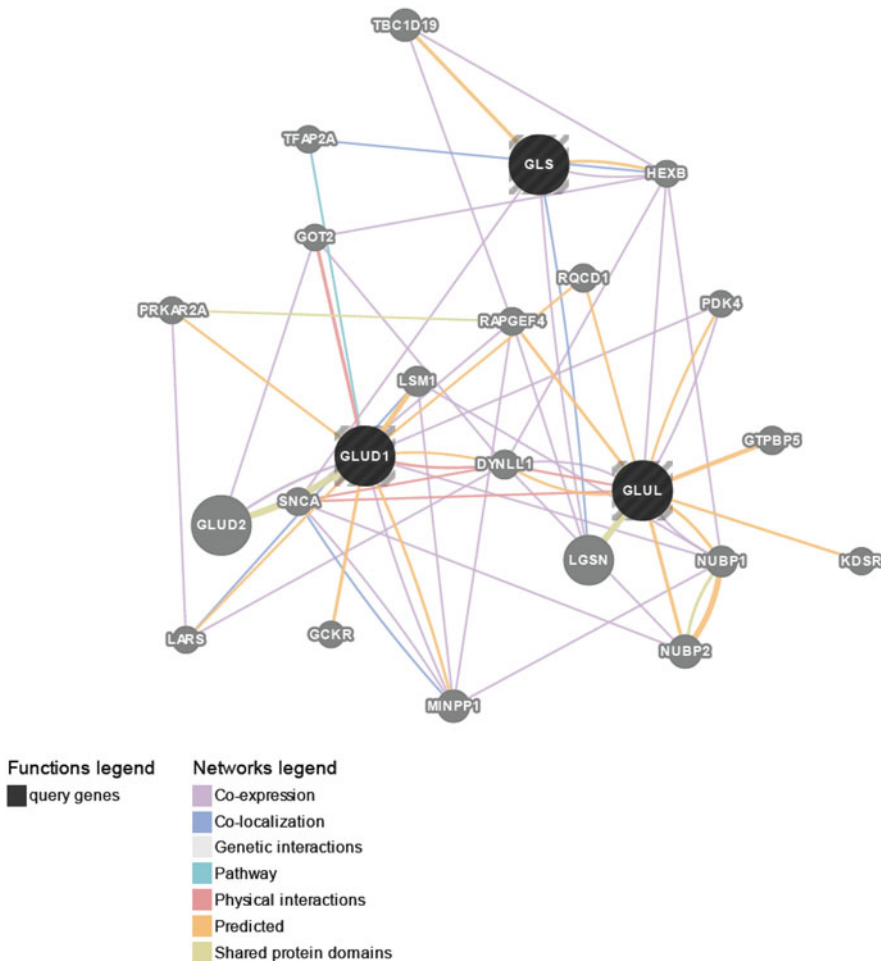 TBC1D19
TFAP2A
GLS
HEXB
GOT2
RQCD1
PRKAR2A
RAPGEF4
PDK4
LSM1
GTPBP5
GLUD1
DYNLL1
GLUL
SNCA
GLUD2
LGSN
NUBP1
KDSR
LARS
GCKR
NUBP2
MINPP1
Functions legend
query genes
Networks legend
Co-expression
Co-localization
Genetic interactions
Pathway
Physical interactions
Predicted
Shared protein domains